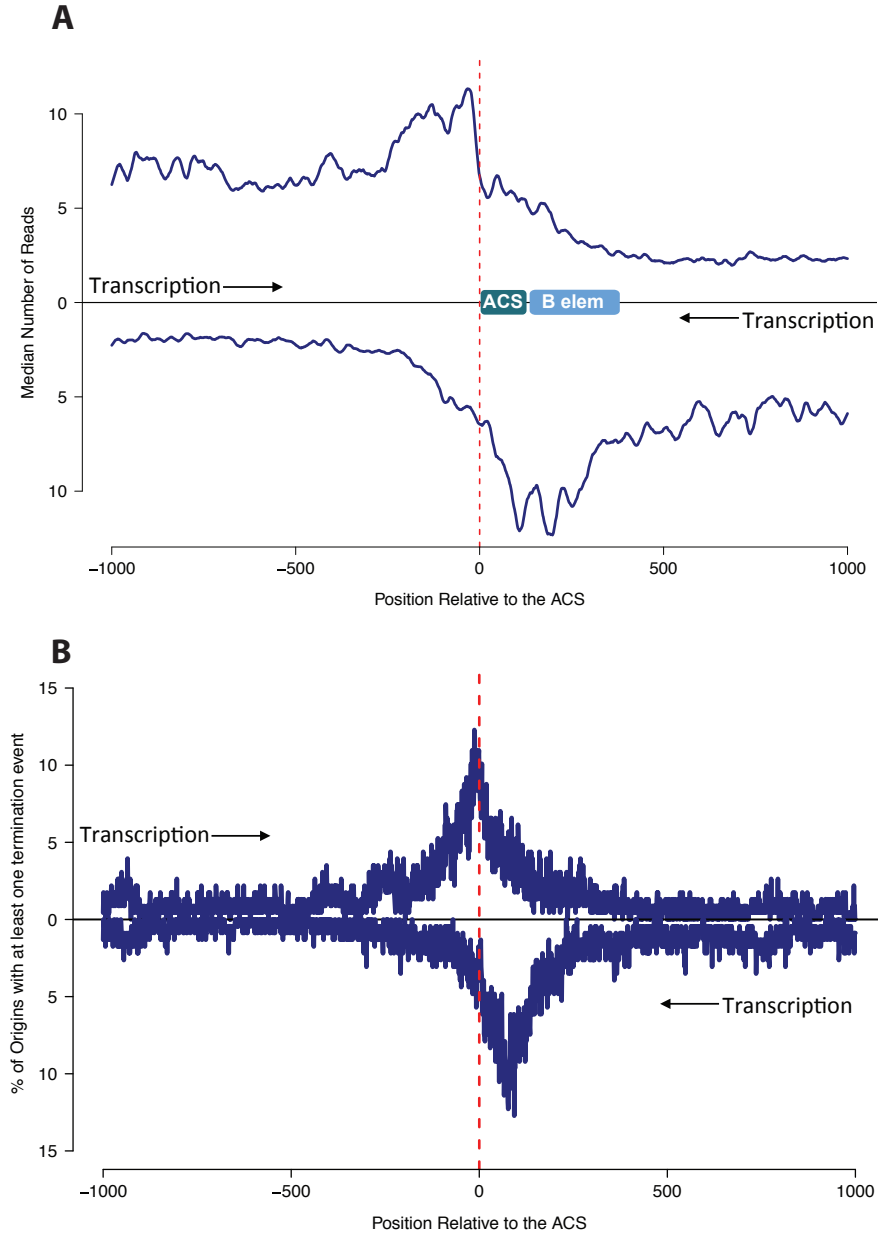 A
10
5
0
5
10
Median Number of Reads
Transcription
ACS B elem
Transcription
−1000 −500 0 500 1000
Position Relative to the ACS
B
15
10
5
0
5
10
15
% of Origins with at least one termination event
Transcription
Transcription
-1000 −500 0 500 1000
Position Relative to the ACS